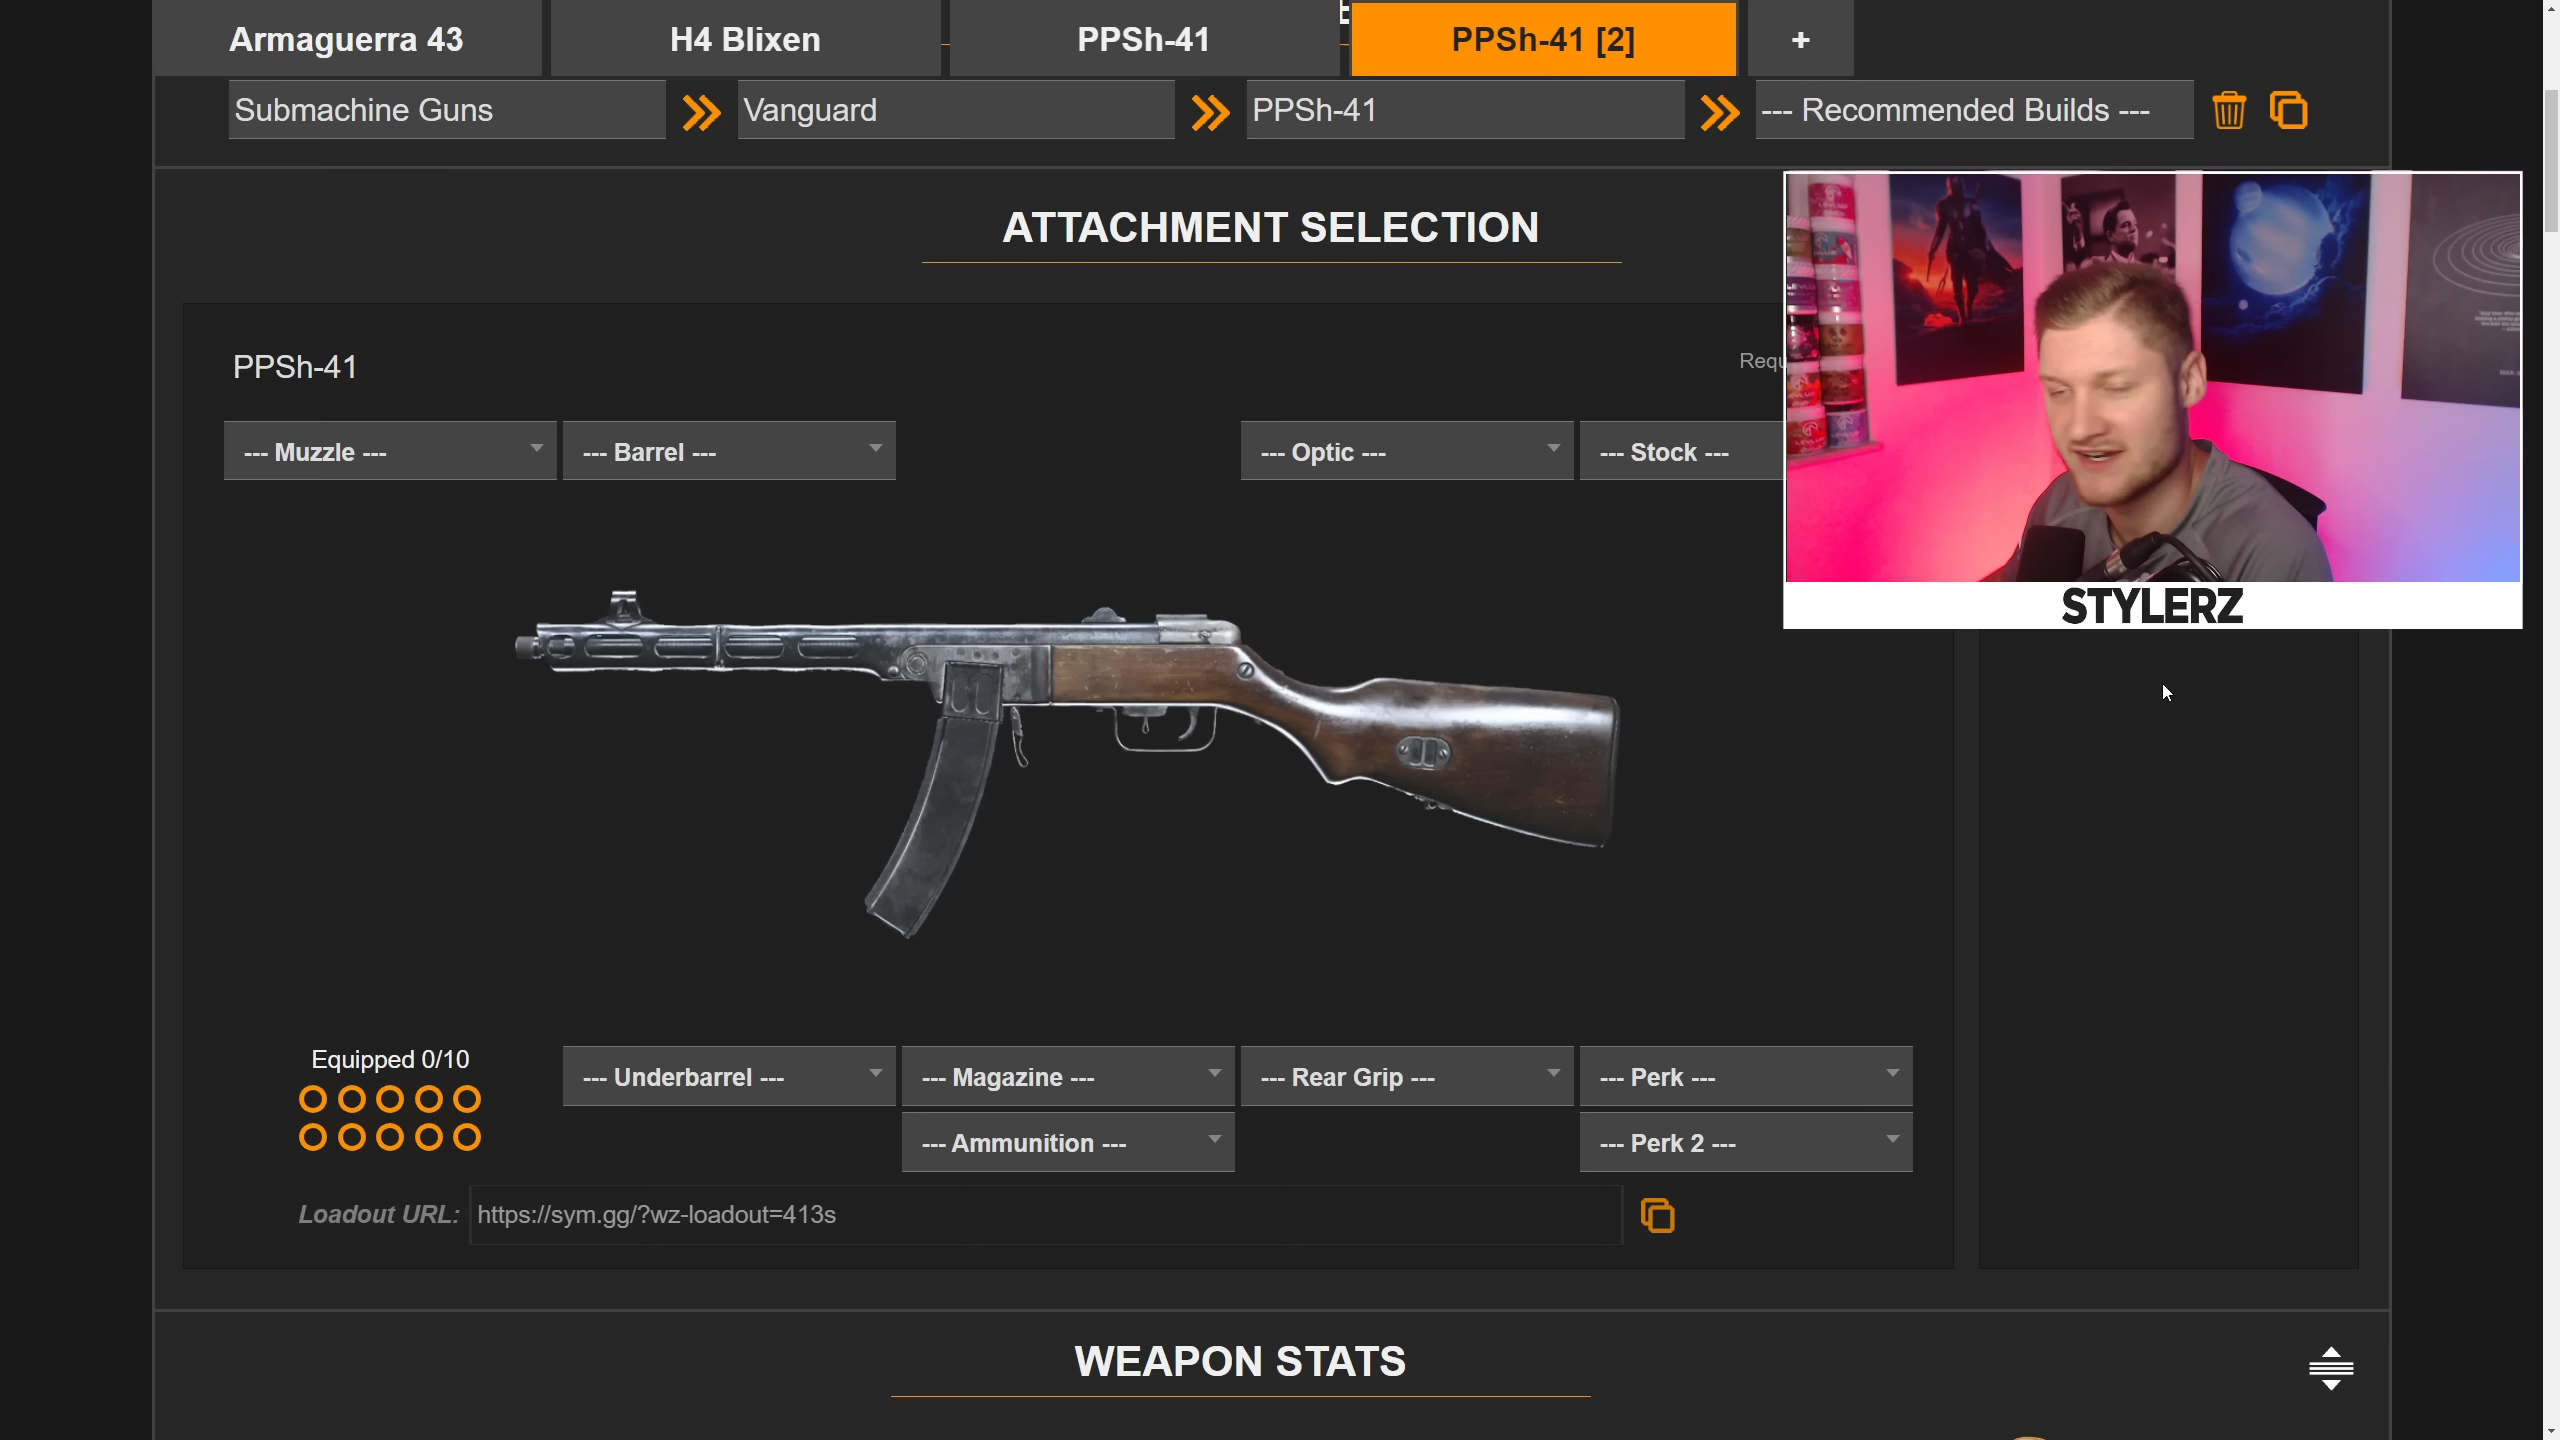 Armaguerra 43
H4 Blixen
PPSh-41
PPSh-41 [2]
+
Submachine Guns
Vanguard
PPSh-41
--- Recommended Builds ---
ATTACHMENT SELECTION
PPSh-41
Requ
--- Muzzle ---
--- Barrel ---
--- Optic ---
--- Stock ---
STYLERZ
Equipped 0/10
--- Underbarrel ---
--- Magazine ---
--- Rear Grip ---
--- Perk ---
--- Ammunition ---
--- Perk 2 ---
Loadout URL:
https://sym.gg/?wz-loadout=413s
WEAPON STATS